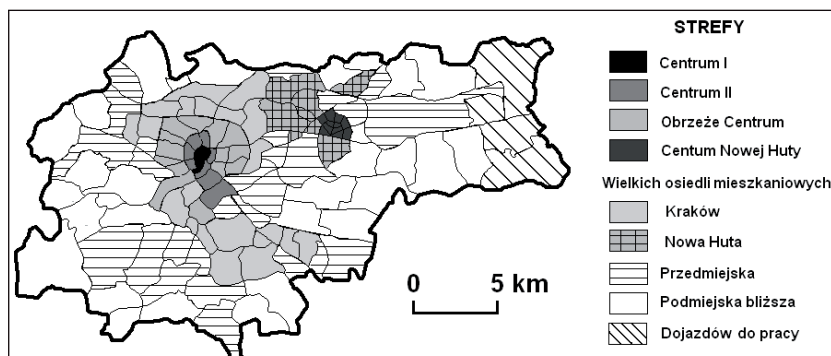 STREFY
Centrum I
Centrum II
Obrzeże Centrum
Centum Nowej Huty
Wielkich osiedli mieszkaniowych
Kraków
Nowa Huta
Przedmiejska
Podmiejska bliższa
Dojazdów do pracy
0 5 km